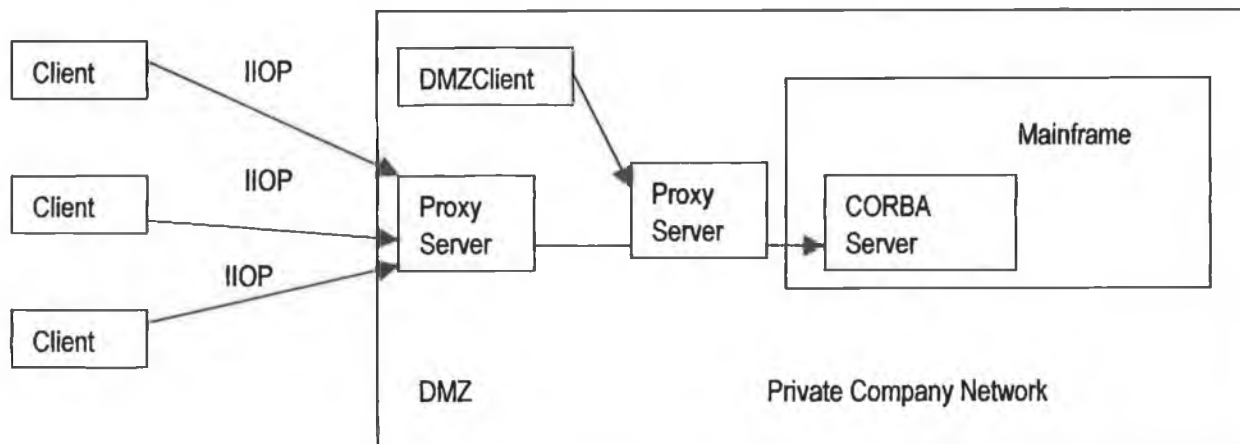 Client
IIOP
DMZClient
Mainframe
Client
IIOP
Proxy
Server
Proxy
Server
CORBA
Server
Client
IIOP
DMZ
Private Company Network